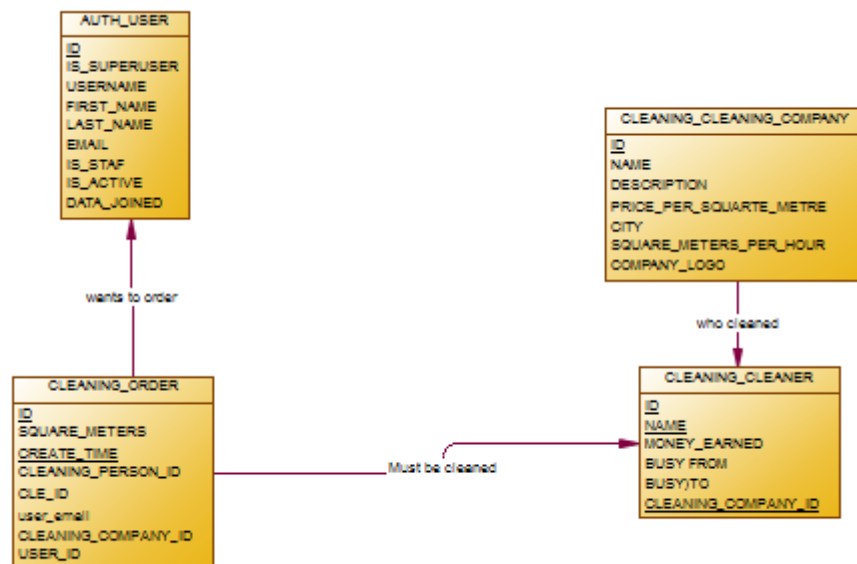 AUTH_USER
ID
IS_SUPERUSER
USERNAME
FIRST_NAME
LAST_NAME
EMAIL
IS_STAF
IS_ACTIVE
DATA_JOINED
CLEANING_CLEANING_COMPANY
ID
NAME
DESCRIPTION
PRICE_PER_SQUARTE_METRE
CITY
SQUARE_METERS_PER_HOUR
COMPANY_LOGO
wants to order
who cleaned
CLEANING_ORDER
ID
SQUARE_METERS
CREATE_TIME
CLEANING_PERSON_ID
CLE_ID
user_email
CLEANING_COMPANY_ID
USER_ID
Must be cleaned
CLEANING_CLEANER
ID
NAME
MONEY_EARNED
BUSY FROM
BUSY)TO
CLEANING_COMPANY_ID